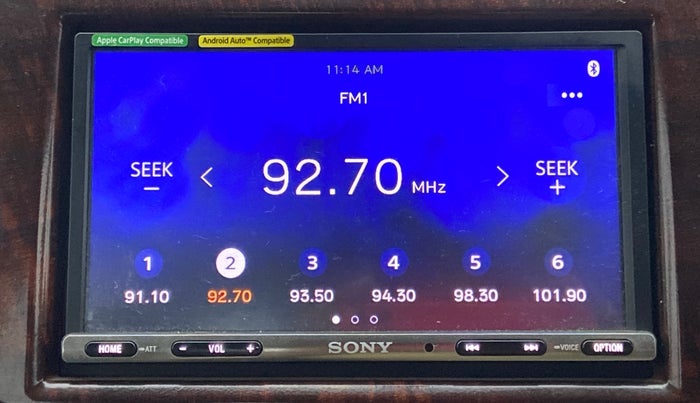 Apple CarPlay Compatible Android Auto™ Compatible
11:14 AM
FM1
SEEK − < 92.70 MHz > SEEK +
1 2 3 4 5 6
91.10 92.70 93.50 94.30 98.30 101.90
HOME ATT − VOL + SONY VOICE OPTION